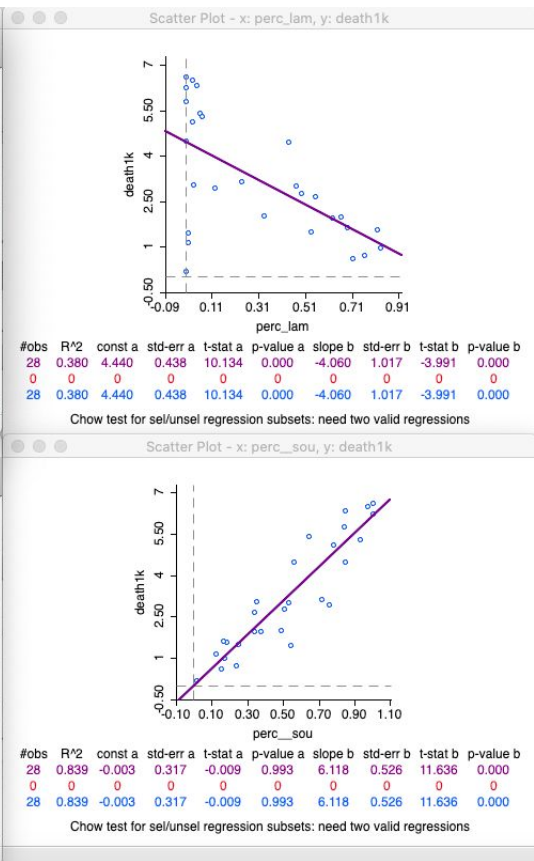 Scatter Plot - x: perc_lam, y: death1k
7
5.50
4
2.50
1
-0.50
death1k
-0.09 0.11 0.31 0.51 0.71 0.91
perc_lam
#obs R^2 const a std-err a t-stat a p-value a slope b std-err b t-stat b p-value b
28 0.380 4.440 0.438 10.134 0.000 -4.060 1.017 -3.991 0.000
0 0 0 0 0 0 0 0 0 0
28 0.380 4.440 0.438 10.134 0.000 -4.060 1.017 -3.991 0.000
Chow test for sel/unsel regression subsets: need two valid regressions
Scatter Plot - x: perc__sou, y: death1k
7
5.50
4
2.50
1
-0.50
death1k
-0.10 0.10 0.30 0.50 0.70 0.90 1.10
perc__sou
#obs R^2 const a std-err a t-stat a p-value a slope b std-err b t-stat b p-value b
28 0.839 -0.003 0.317 -0.009 0.993 6.118 0.526 11.636 0.000
0 0 0 0 0 0 0 0 0 0
28 0.839 -0.003 0.317 -0.009 0.993 6.118 0.526 11.636 0.000
Chow test for sel/unsel regression subsets: need two valid regressions